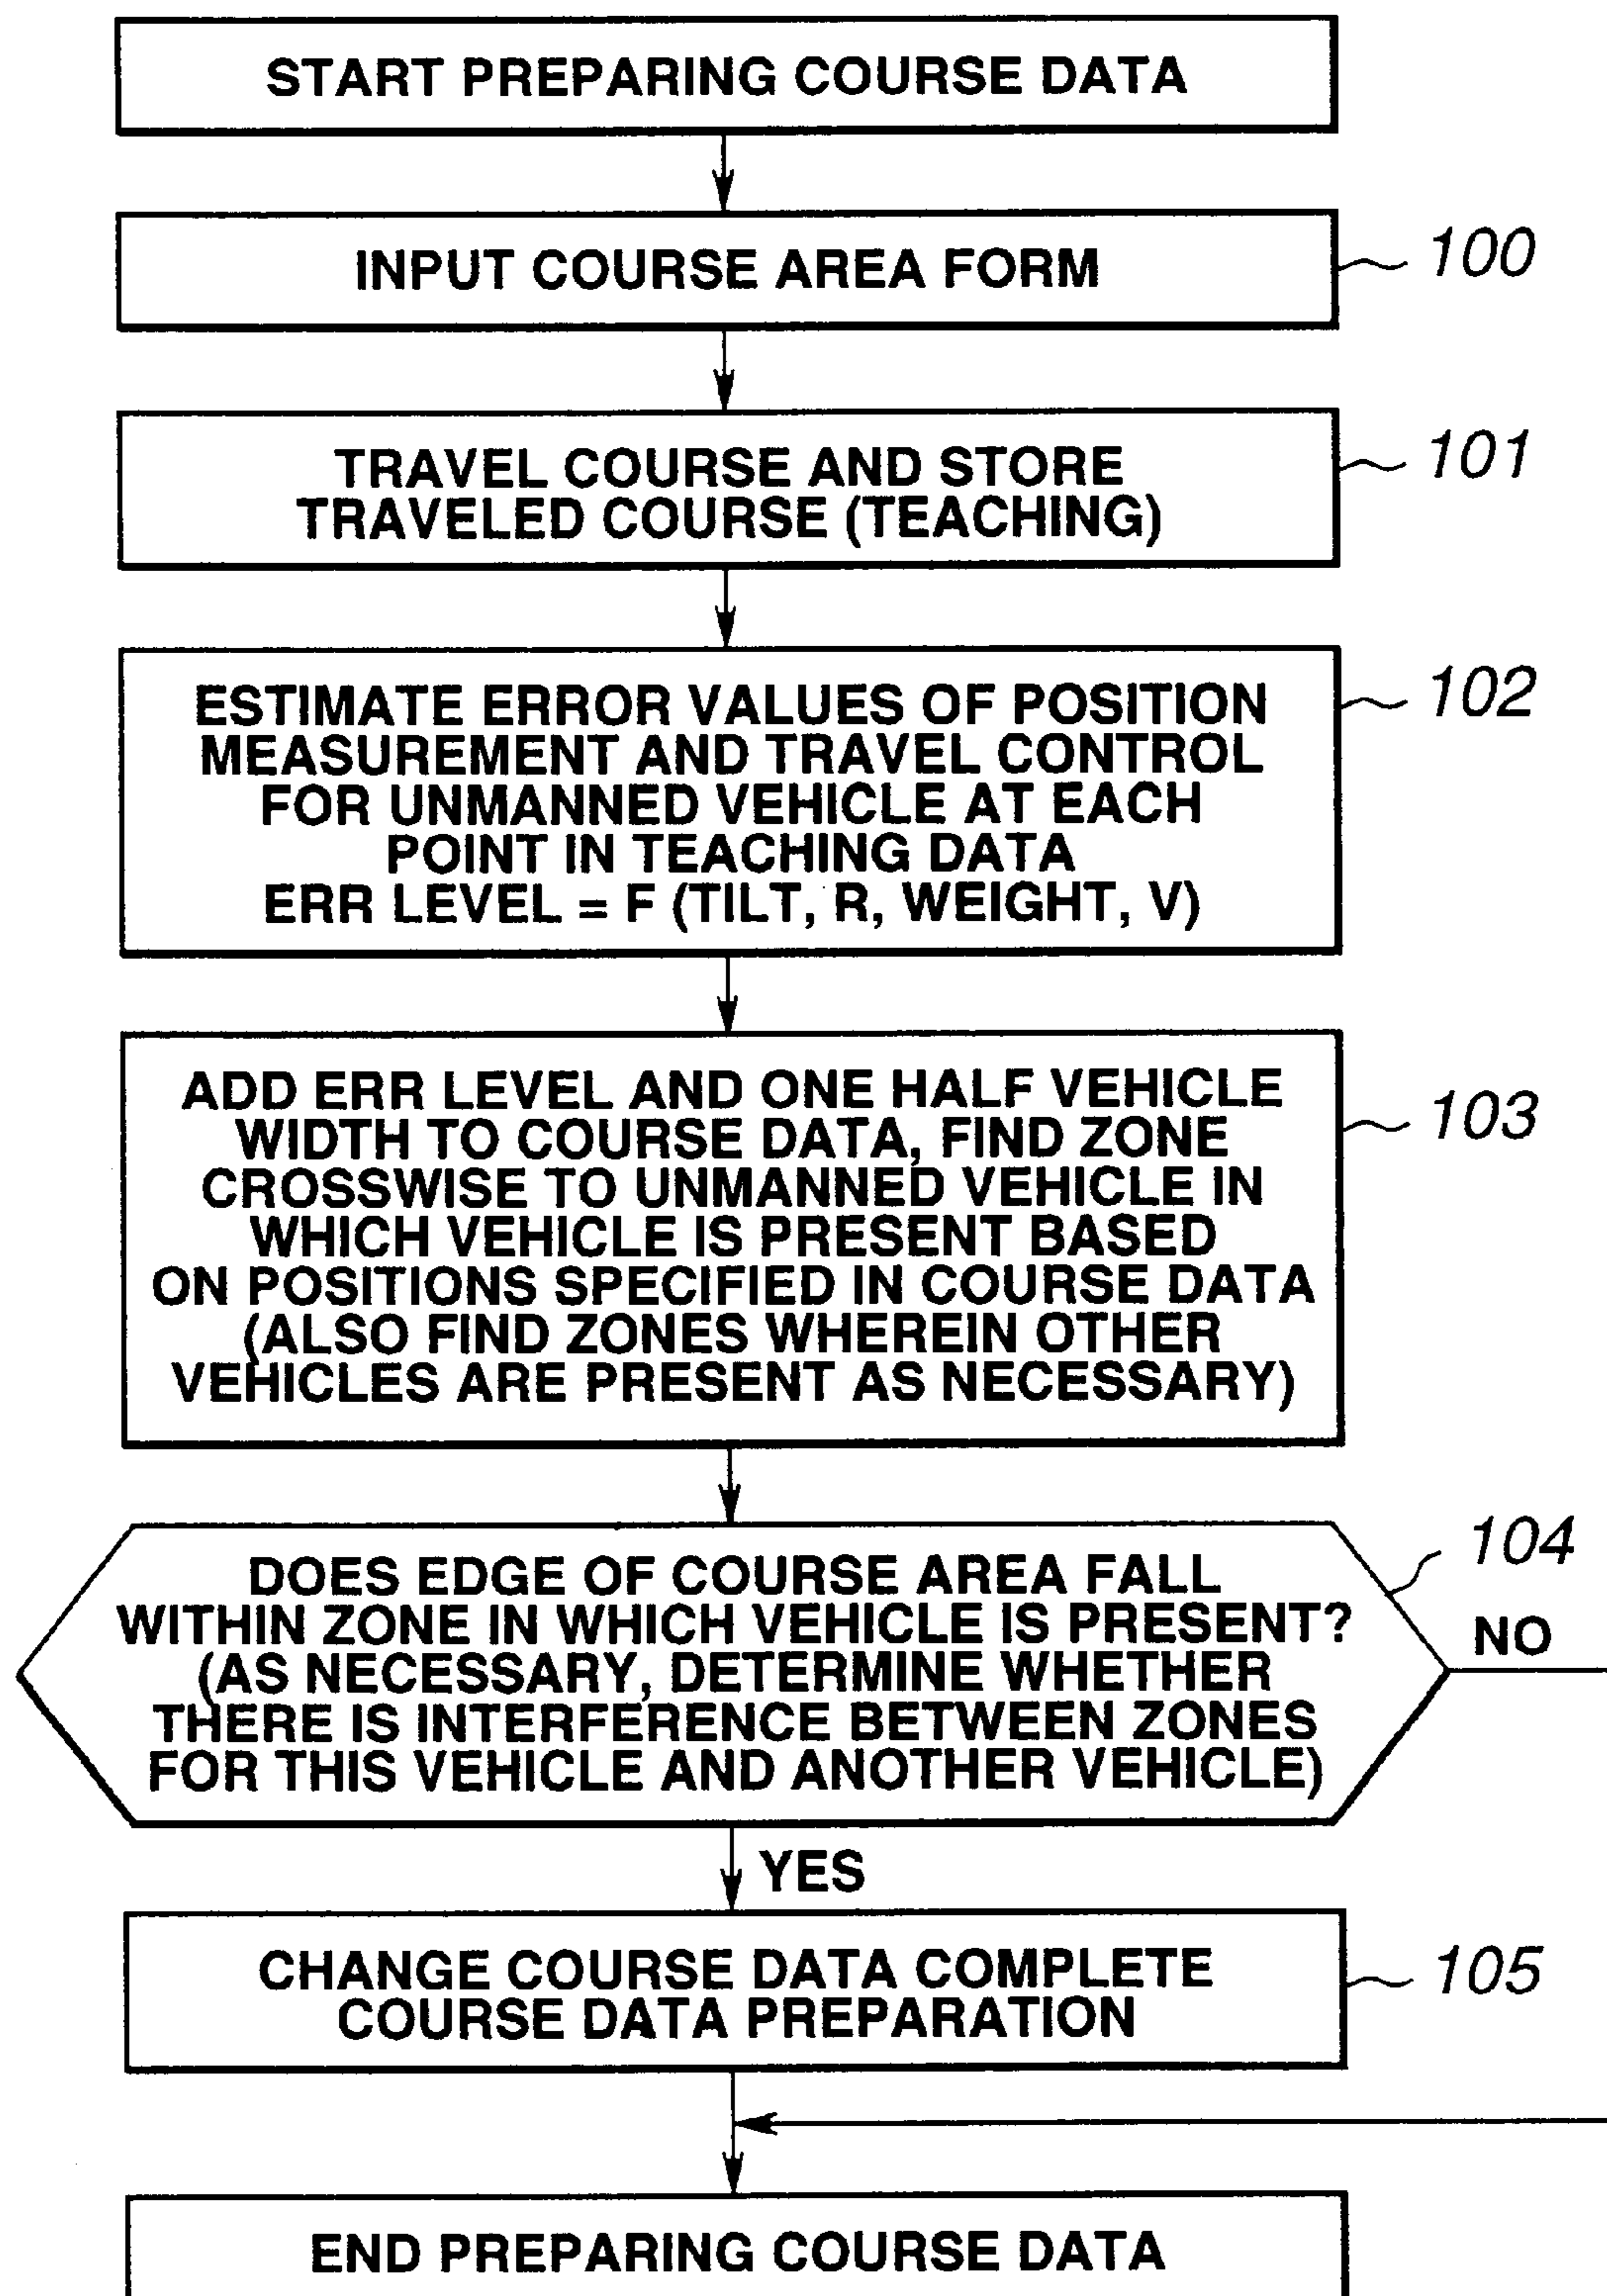 START PREPARING COURSE DATA
INPUT COURSE AREA FORM
100
TRAVEL COURSE AND STORE
TRAVELED COURSE (TEACHING)
101
ESTIMATE ERROR VALUES OF POSITION
MEASUREMENT AND TRAVEL CONTROL
FOR UNMANNED VEHICLE AT EACH
POINT IN TEACHING DATA
ERR LEVEL = F (TILT, R, WEIGHT, V)
102
ADD ERR LEVEL AND ONE HALF VEHICLE
WIDTH TO COURSE DATA, FIND ZONE
CROSSWISE TO UNMANNED VEHICLE IN
WHICH VEHICLE IS PRESENT BASED
ON POSITIONS SPECIFIED IN COURSE DATA
(ALSO FIND ZONES WHEREIN OTHER
VEHICLES ARE PRESENT AS NECESSARY)
103
DOES EDGE OF COURSE AREA FALL
WITHIN ZONE IN WHICH VEHICLE IS PRESENT?
(AS NECESSARY, DETERMINE WHETHER
THERE IS INTERFERENCE BETWEEN ZONES
FOR THIS VEHICLE AND ANOTHER VEHICLE)
104
NO
YES
CHANGE COURSE DATA COMPLETE
COURSE DATA PREPARATION
105
END PREPARING COURSE DATA